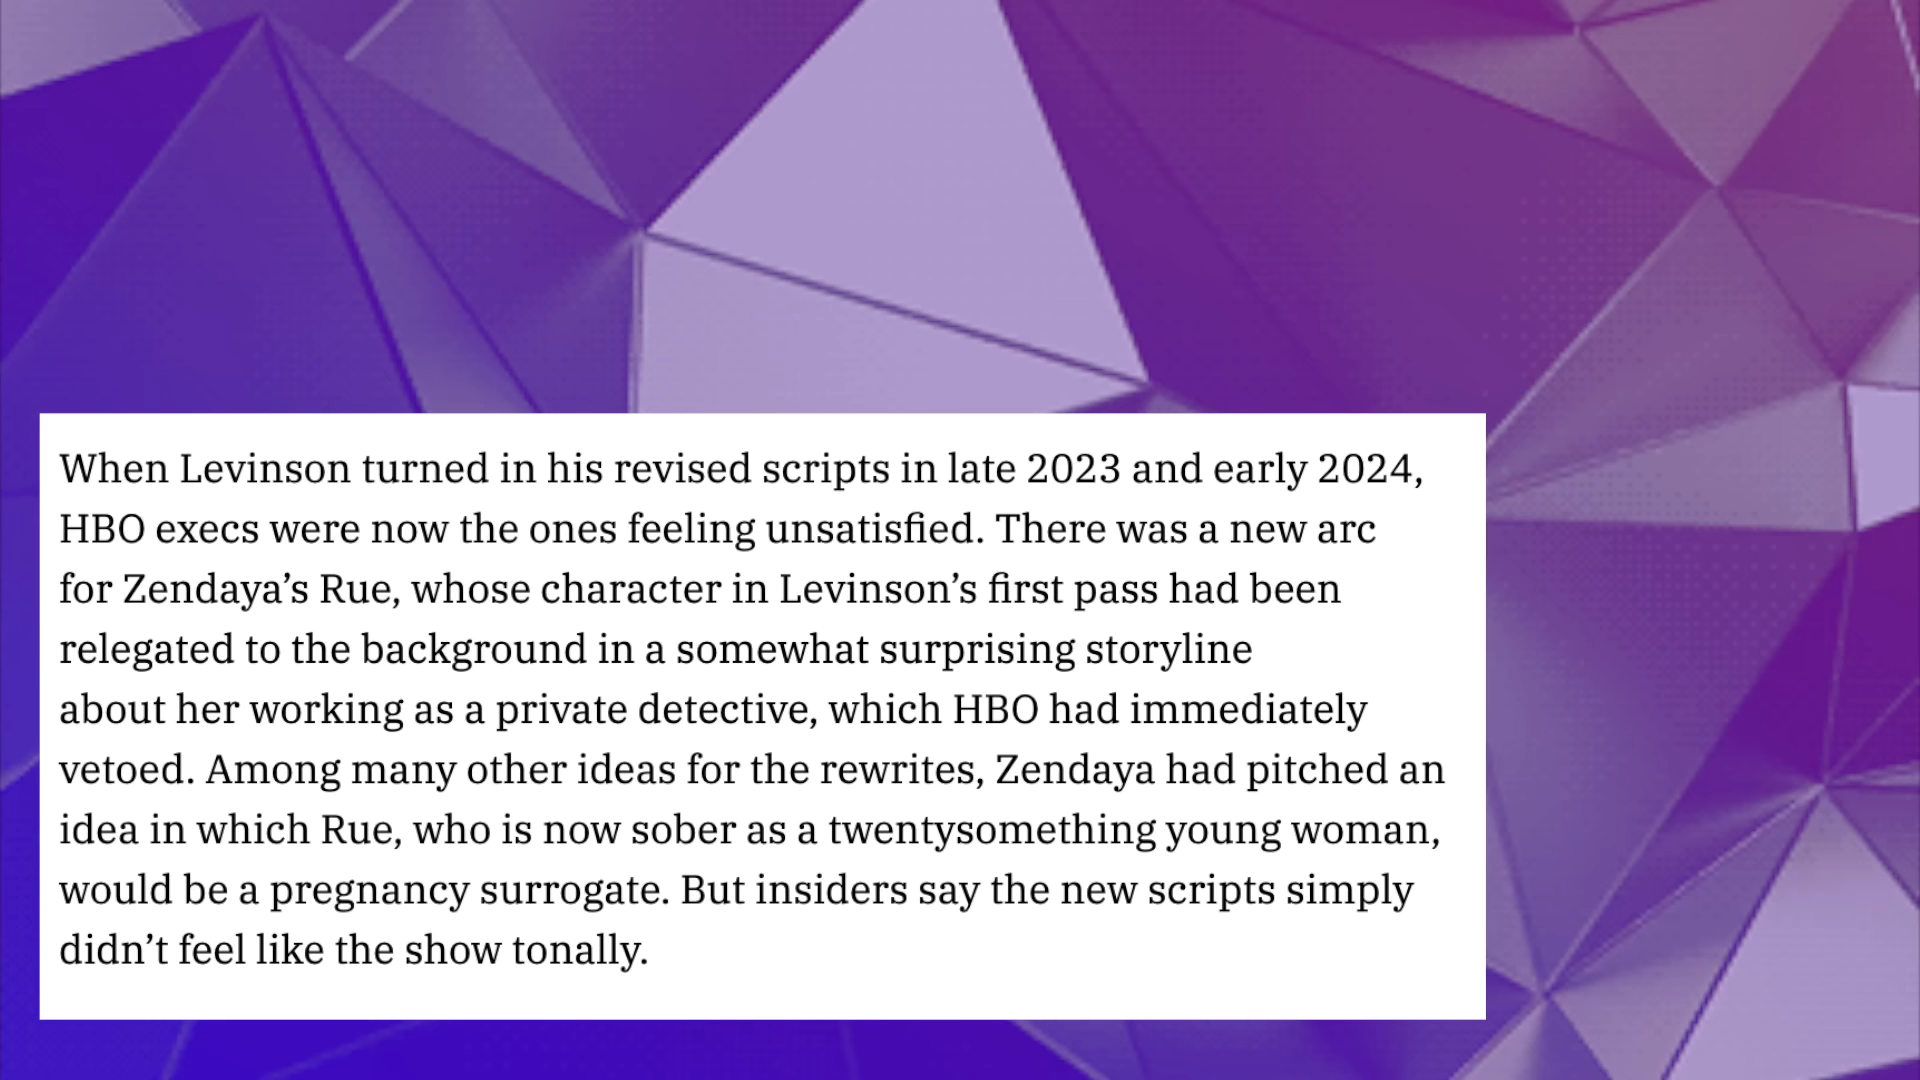 When Levinson turned in his revised scripts in late 2023 and early 2024,
HBO execs were now the ones feeling unsatisfied. There was a new arc
for Zendaya’s Rue, whose character in Levinson’s first pass had been
relegated to the background in a somewhat surprising storyline
about her working as a private detective, which HBO had immediately
vetoed. Among many other ideas for the rewrites, Zendaya had pitched an
idea in which Rue, who is now sober as a twentysomething young woman,
would be a pregnancy surrogate. But insiders say the new scripts simply
didn’t feel like the show tonally.